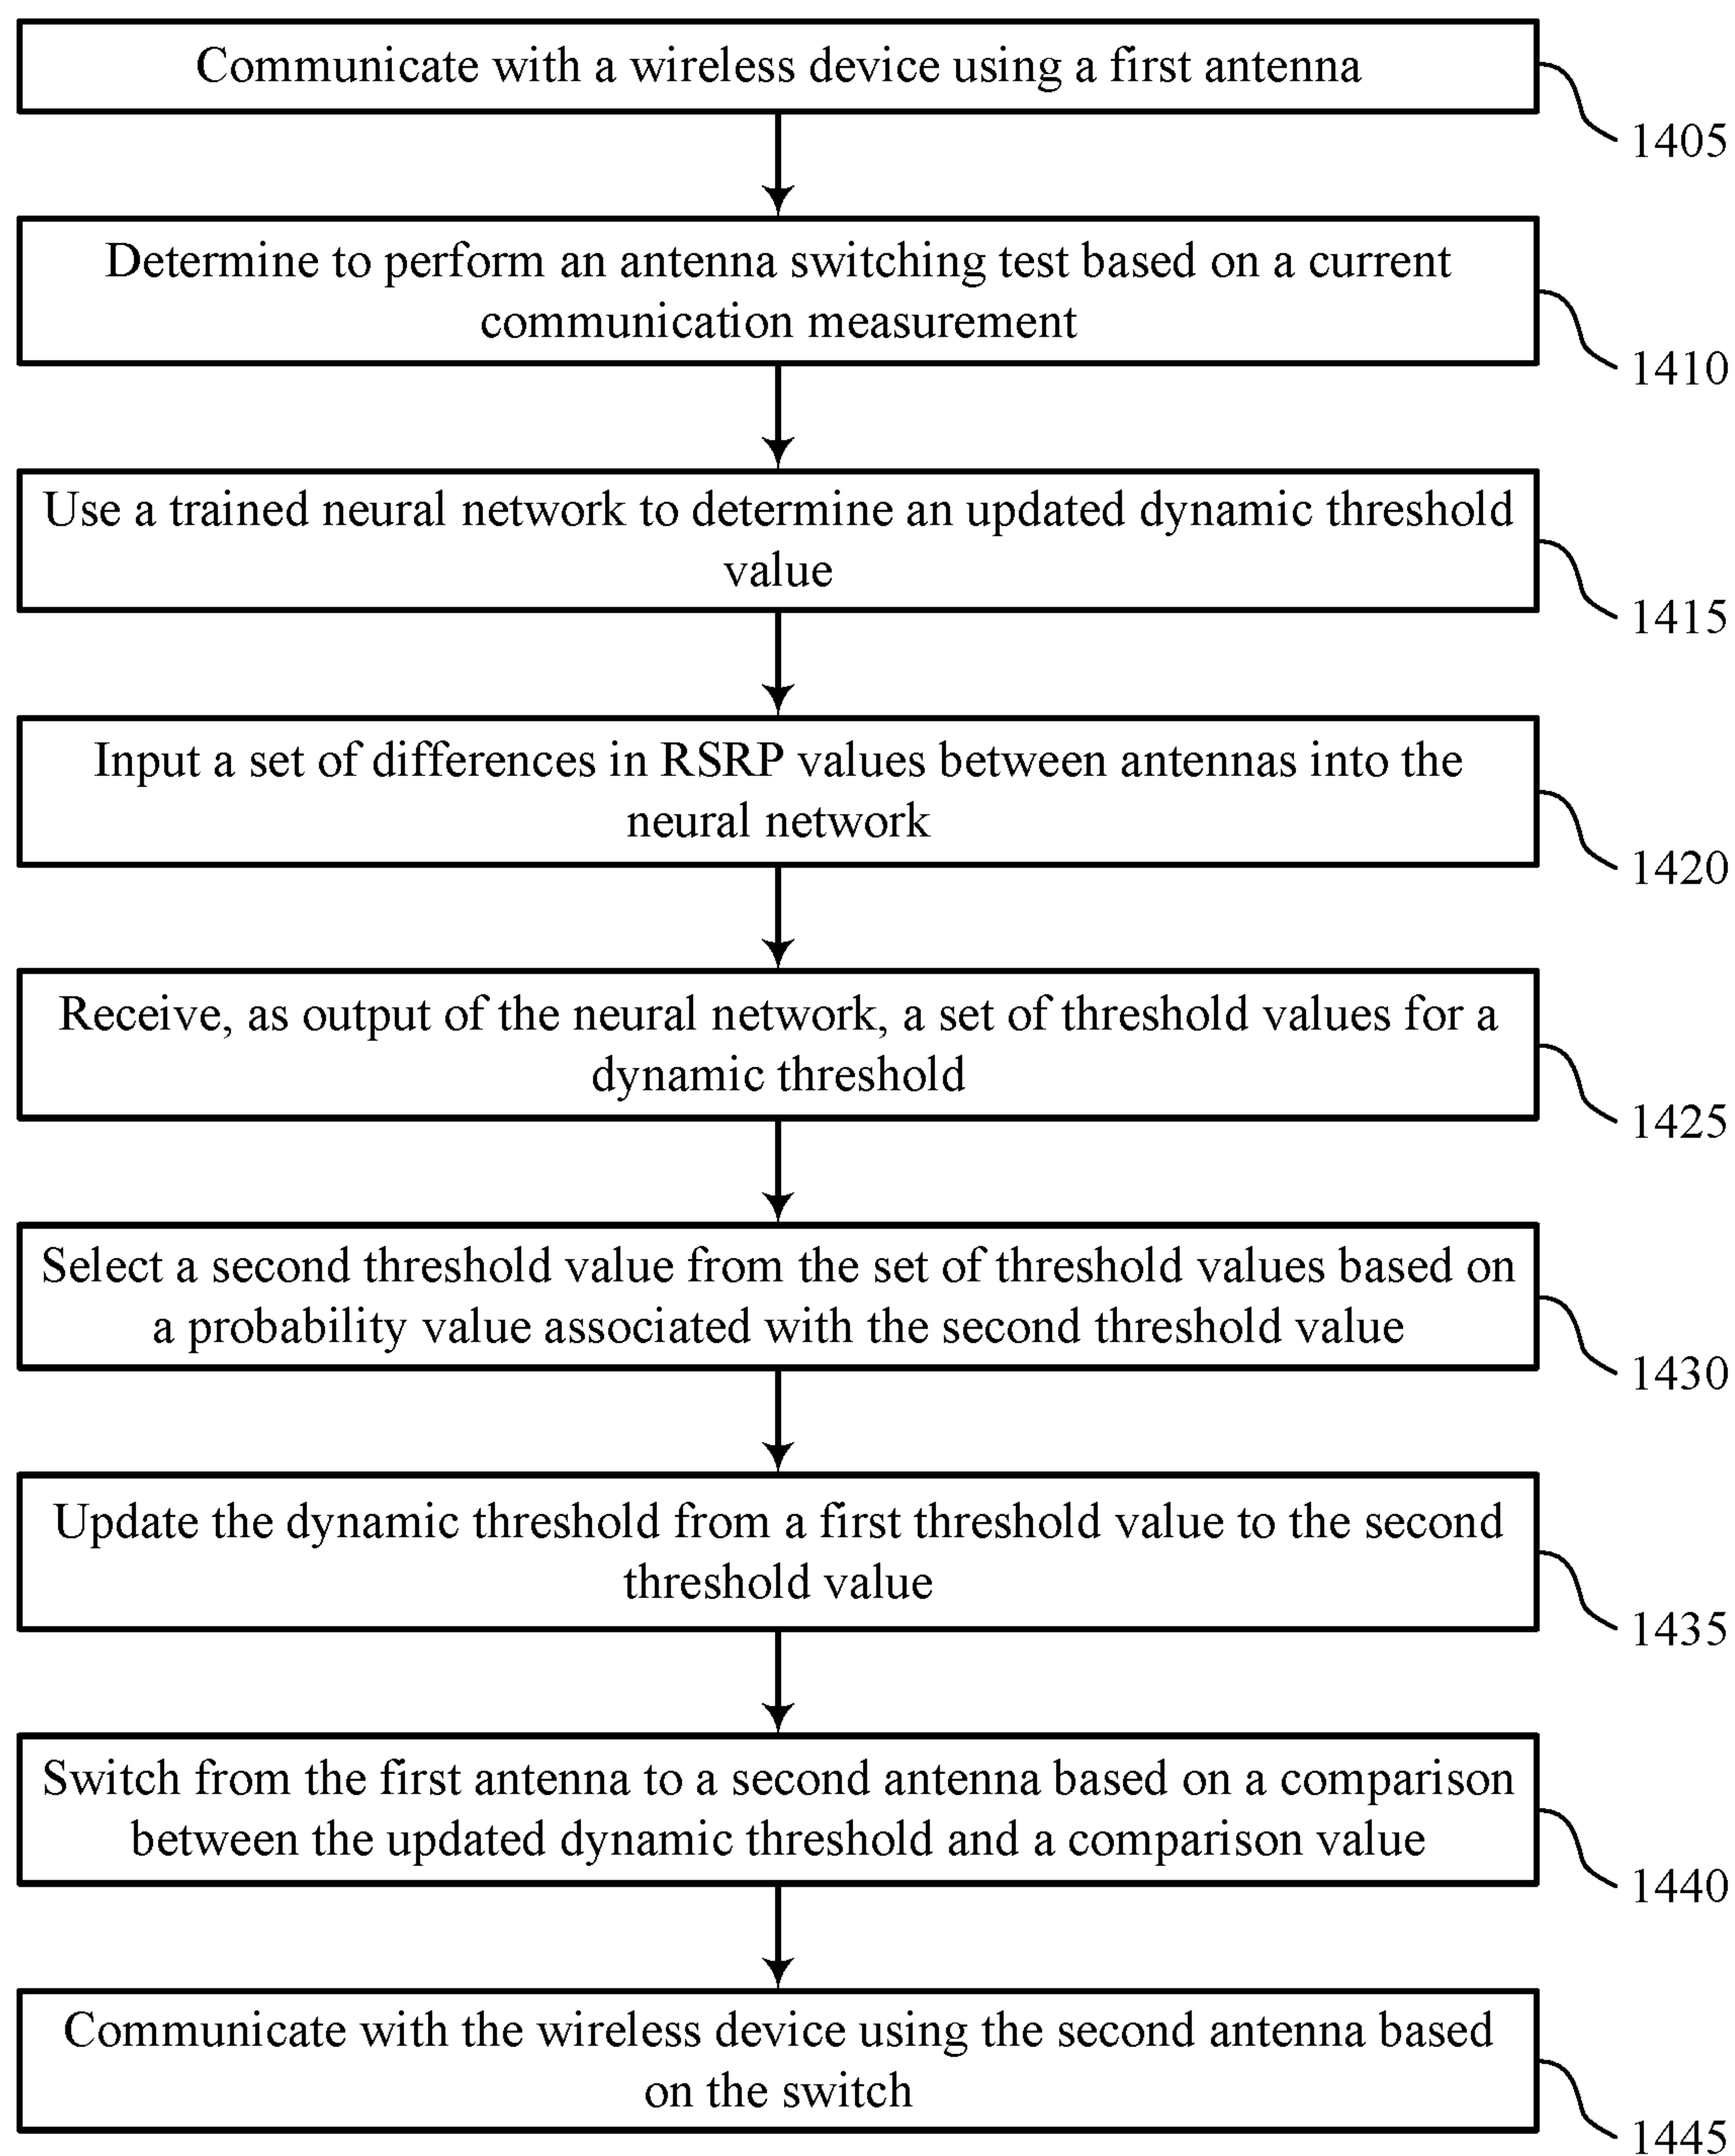 Communicate with a wireless device using a first antenna
1405
Determine to perform an antenna switching test based on a current
communication measurement
1410
Use a trained neural network to determine an updated dynamic threshold
value
1415
Input a set of differences in RSRP values between antennas into the
neural network
1420
Receive, as output of the neural network, a set of threshold values for a
dynamic threshold
1425
Select a second threshold value from the set of threshold values based on
a probability value associated with the second threshold value
1430
Update the dynamic threshold from a first threshold value to the second
threshold value
1435
Switch from the first antenna to a second antenna based on a comparison
between the updated dynamic threshold and a comparison value
1440
Communicate with the wireless device using the second antenna based
on the switch
1445